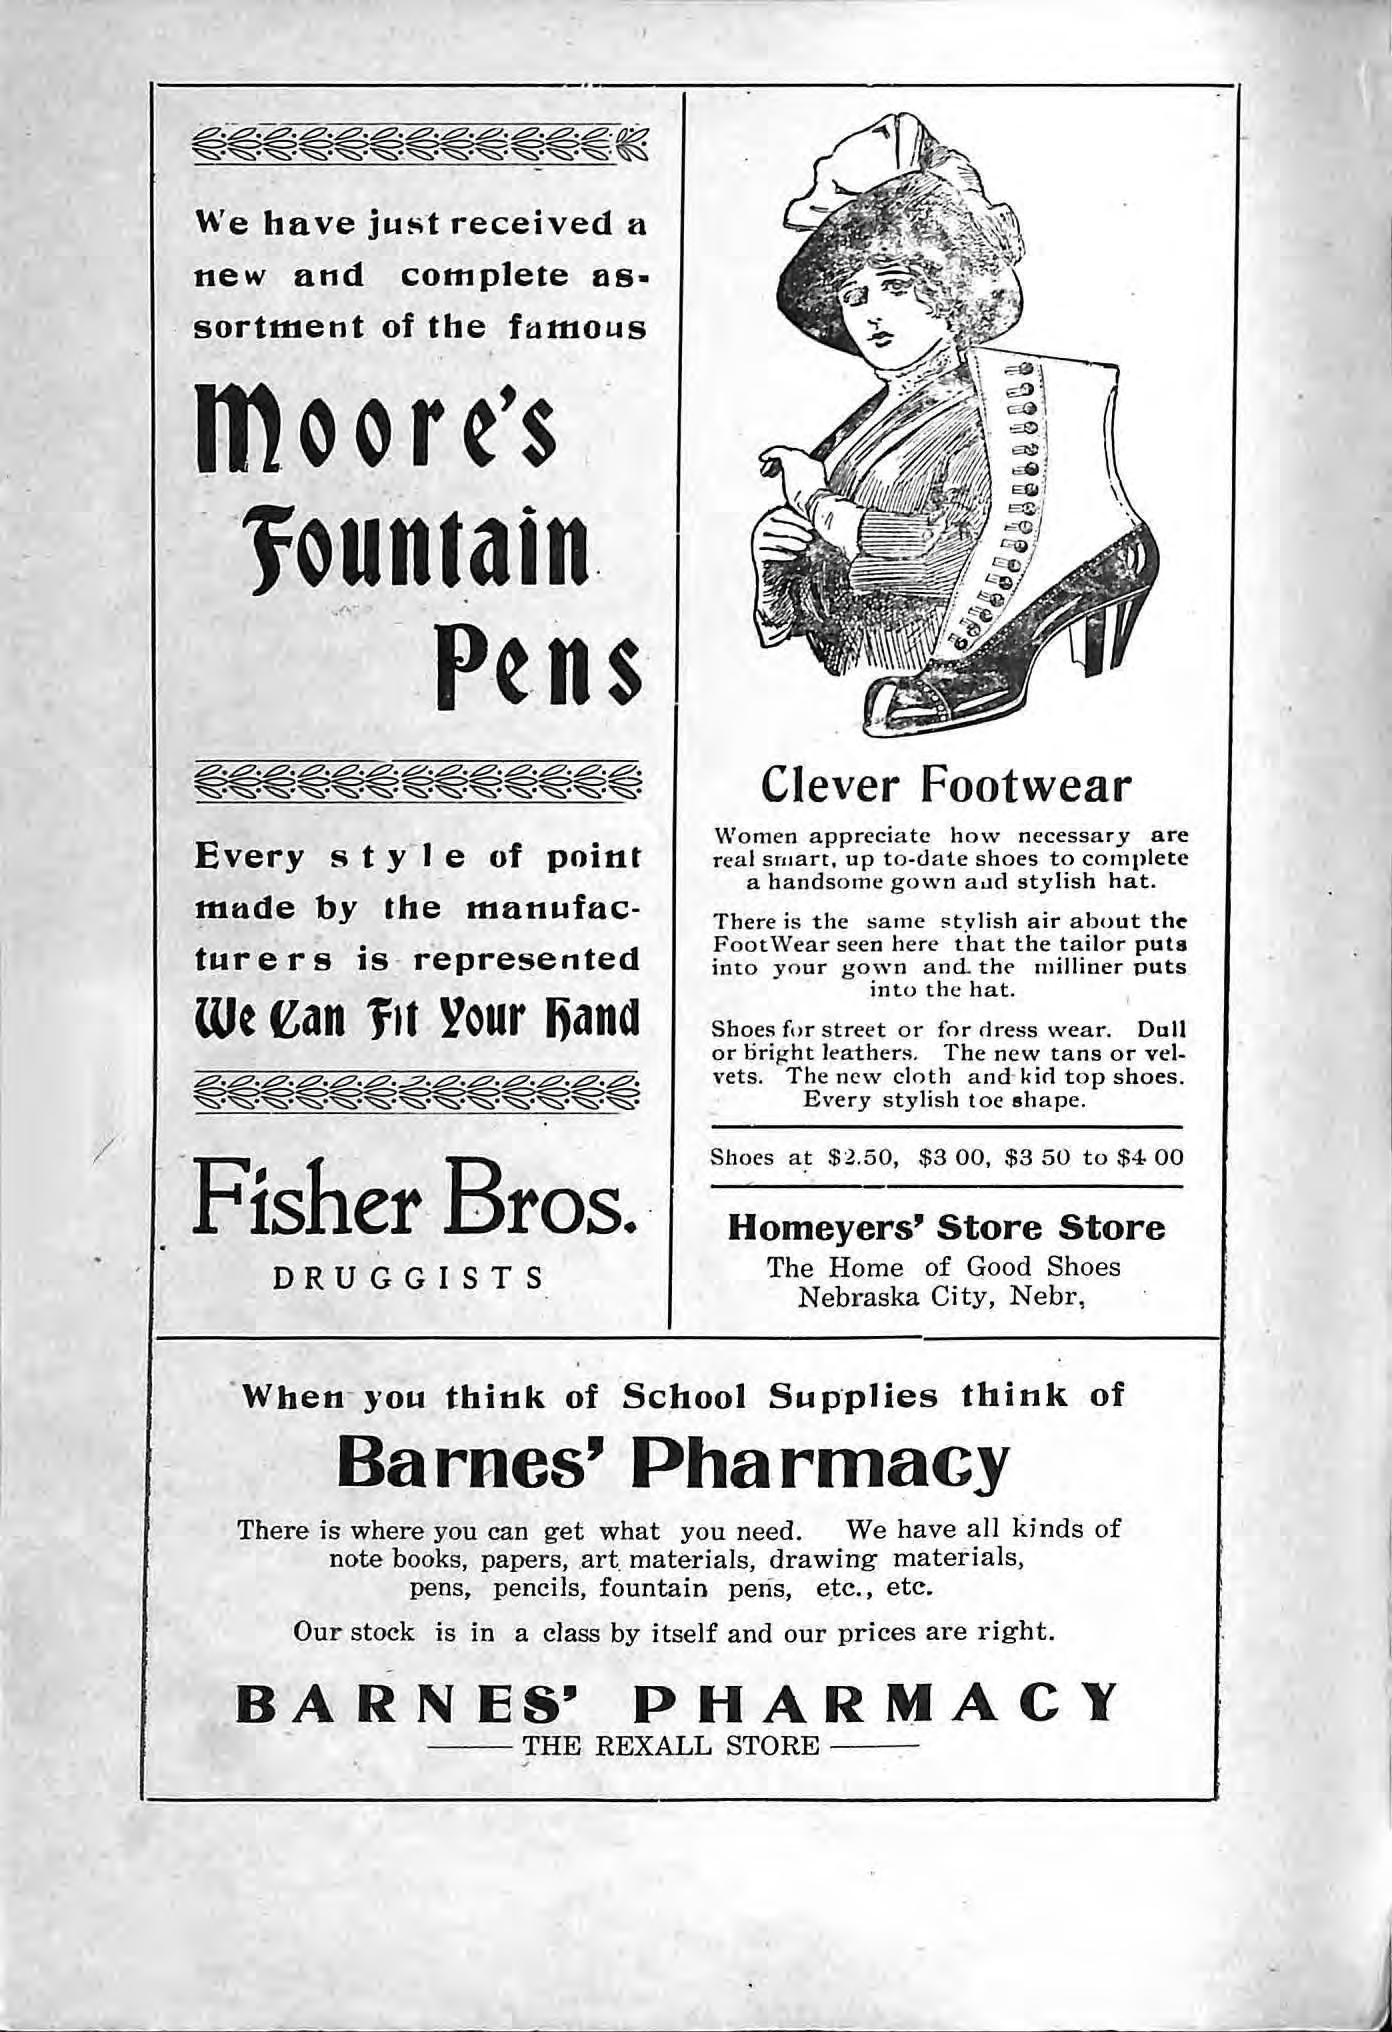 We have just received a
new and complete as-
sortment of the famous
Moore's
Fountain
Pens
Every style of point
made by the manufac-
turers is represented
We Can Fit Your Hand
Fisher Bros.
DRUGGISTS
Clever Footwear
Women appreciate how necessary are
real smart, up to-date shoes to complete
a handsome gown and stylish hat.
There is the same stylish air about the
FootWear seen here that the tailor puts
into your gown and the milliner puts
into the hat.
Shoes for street or for dress wear. Dull
or bright leathers. The new tans or vel-
vets. The new cloth and kid top shoes.
Every stylish toe shape.
Shoes at $2.50, $3 00, $3 50 to $4 00
Homeyers' Store Store
The Home of Good Shoes
Nebraska City, Nebr,
When you think of School Supplies think of
Barnes' Pharmacy
There is where you can get what you need. We have all kinds of
note books, papers, art materials, drawing materials,
pens, pencils, fountain pens, etc., etc.
Our stock is in a class by itself and our prices are right.
BARNES' PHARMACY
THE REXALL STORE